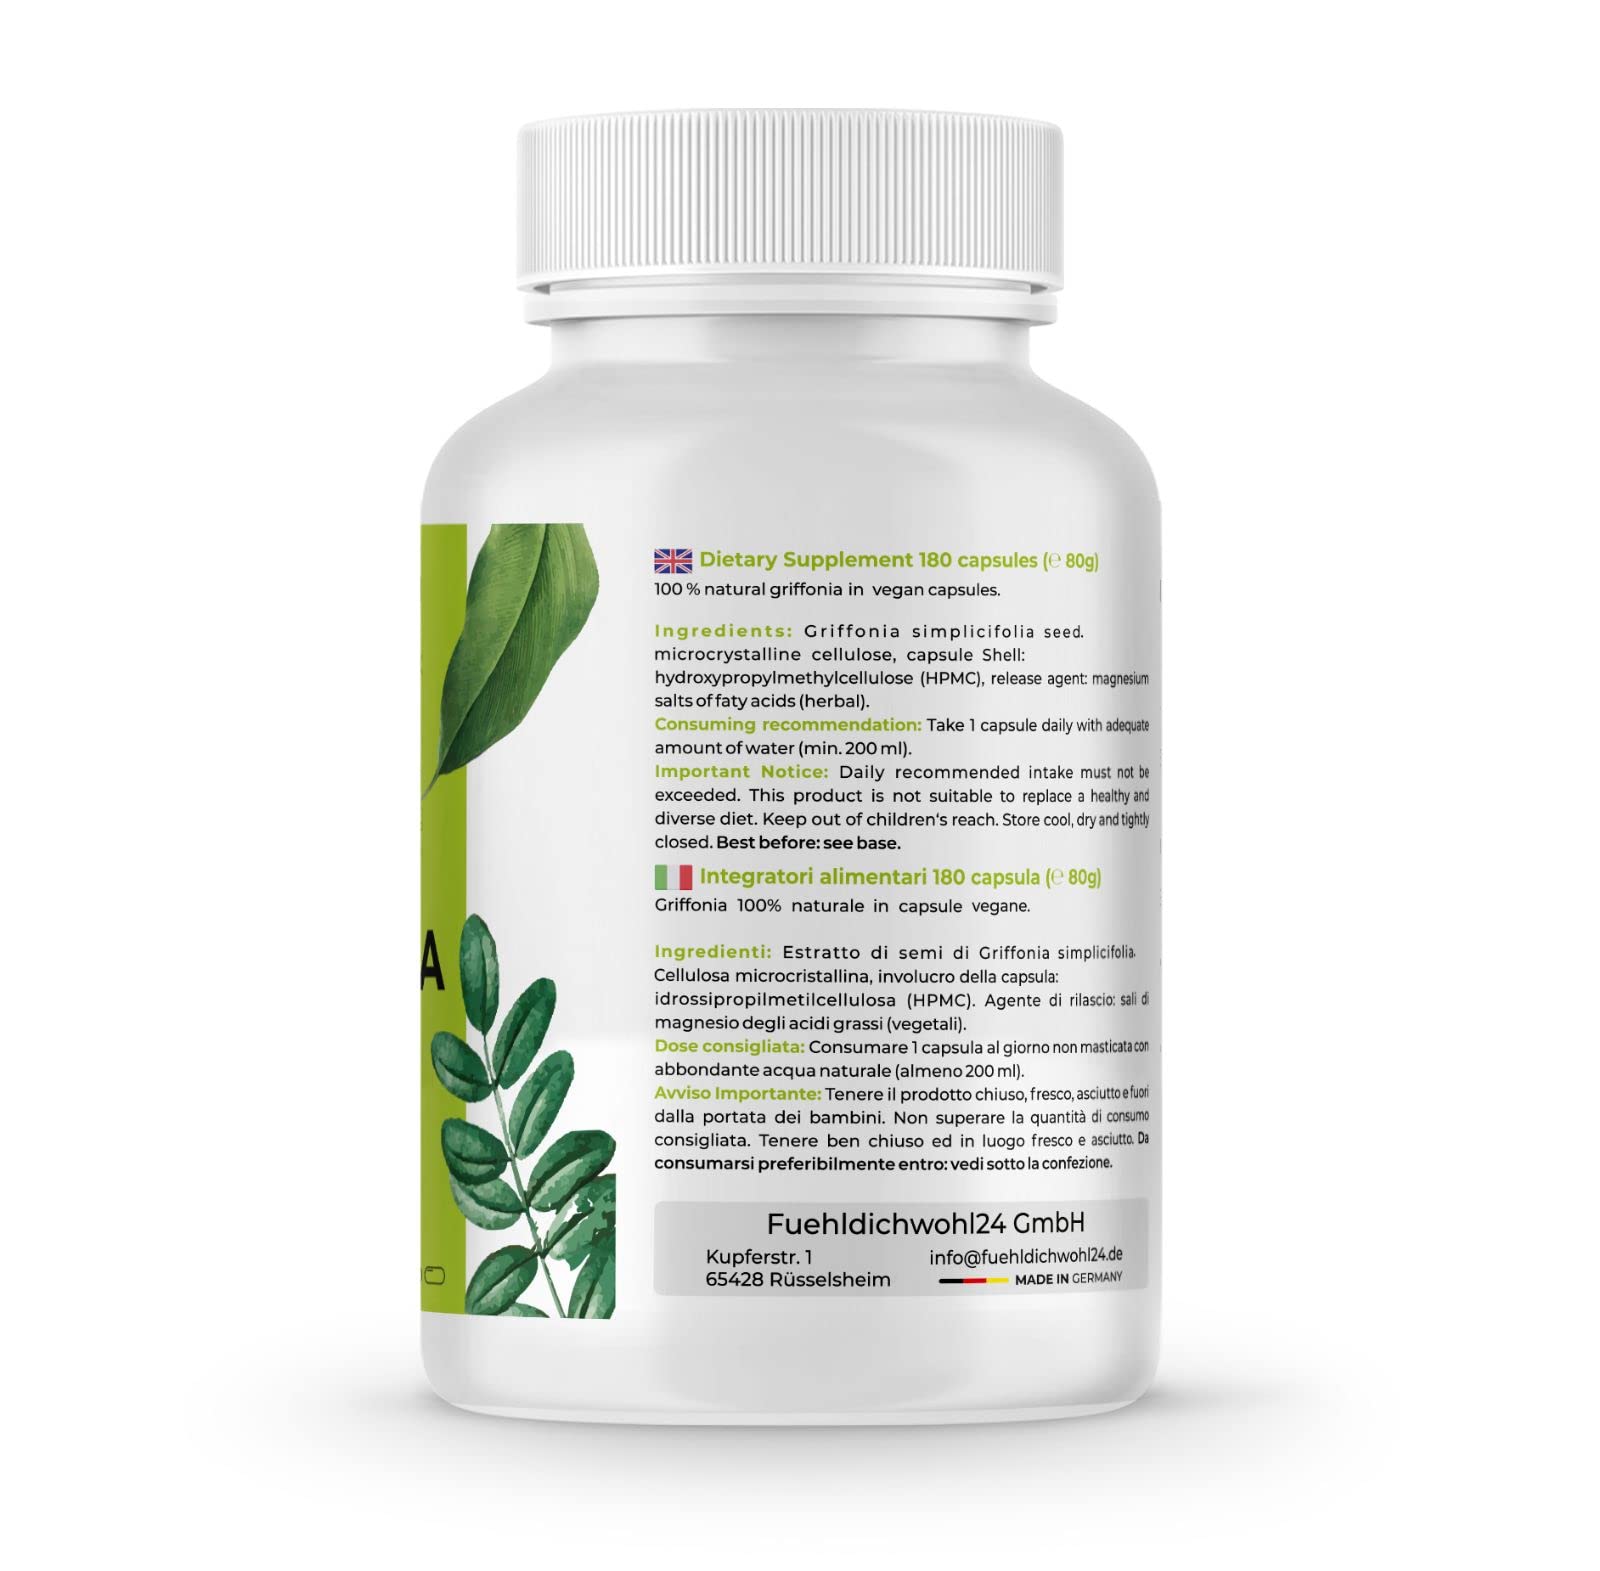 A
Dietary Supplement 180 capsules (℮ 80g)
100 % natural griffonia in vegan capsules.
Ingredients: Griffonia simplicifolia seed.
microcrystalline cellulose, capsule Shell:
hydroxypropylmethylcellulose (HPMC), release agent: magnesium
salts of faty acids (herbal).
Consuming recommendation: Take 1 capsule daily with adequate
amount of water (min. 200 ml).
Important Notice: Daily recommended intake must not be
exceeded. This product is not suitable to replace a healthy and
diverse diet. Keep out of children's reach. Store cool, dry and tightly
closed. Best before: see base.
Integratori alimentari 180 capsula (℮ 80g)
Griffonia 100% naturale in capsule vegane.
Ingredienti: Estratto di semi di Griffonia simplicifolia.
Cellulosa microcristallina, involucro della capsula:
idrossipropilmetilcellulosa (HPMC). Agente di rilascio: sali di
magnesio degli acidi grassi (vegetali).
Dose consigliata: Consumare 1 capsula al giorno non masticata con
abbondante acqua naturale (almeno 200 ml).
Avviso Importante: Tenere il prodotto chiuso, fresco, asciutto e fuori
dalla portata dei bambini. Non superare la quantità di consumo
consigliata. Tenere ben chiuso ed in luogo fresco e asciutto. Da
consumarsi preferibilmente entro: vedi sotto la confezione.
Fuehldichwohl24 GmbH
Kupferstr. 1
65428 Rüsselsheim
info@fuehldichwohl24.de
MADE IN GERMANY